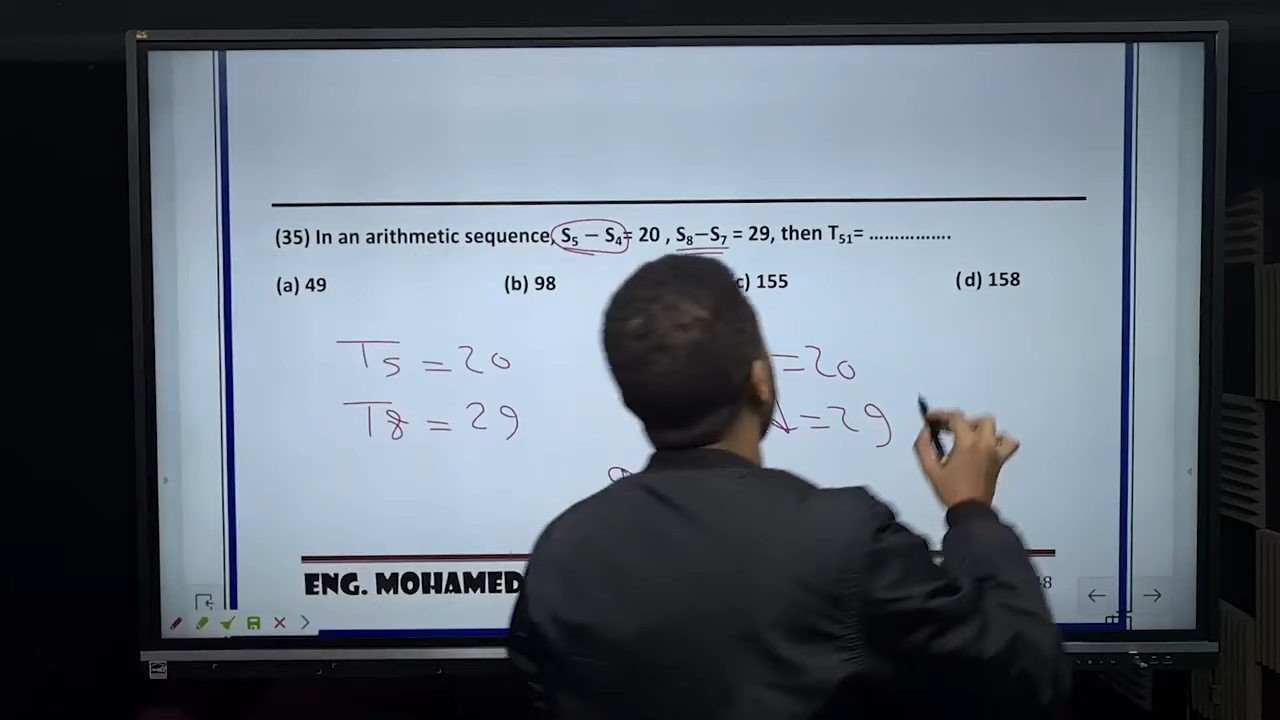 (35) In an arithmetic sequence, S₅ − S₄ = 20 , S₈−S₇ = 29, then T₅₁= ...............
(a) 49 (b) 98 c) 155 (d) 158
T5 = 20 =20
T8 = 29 =29
ENG. MOHAMED